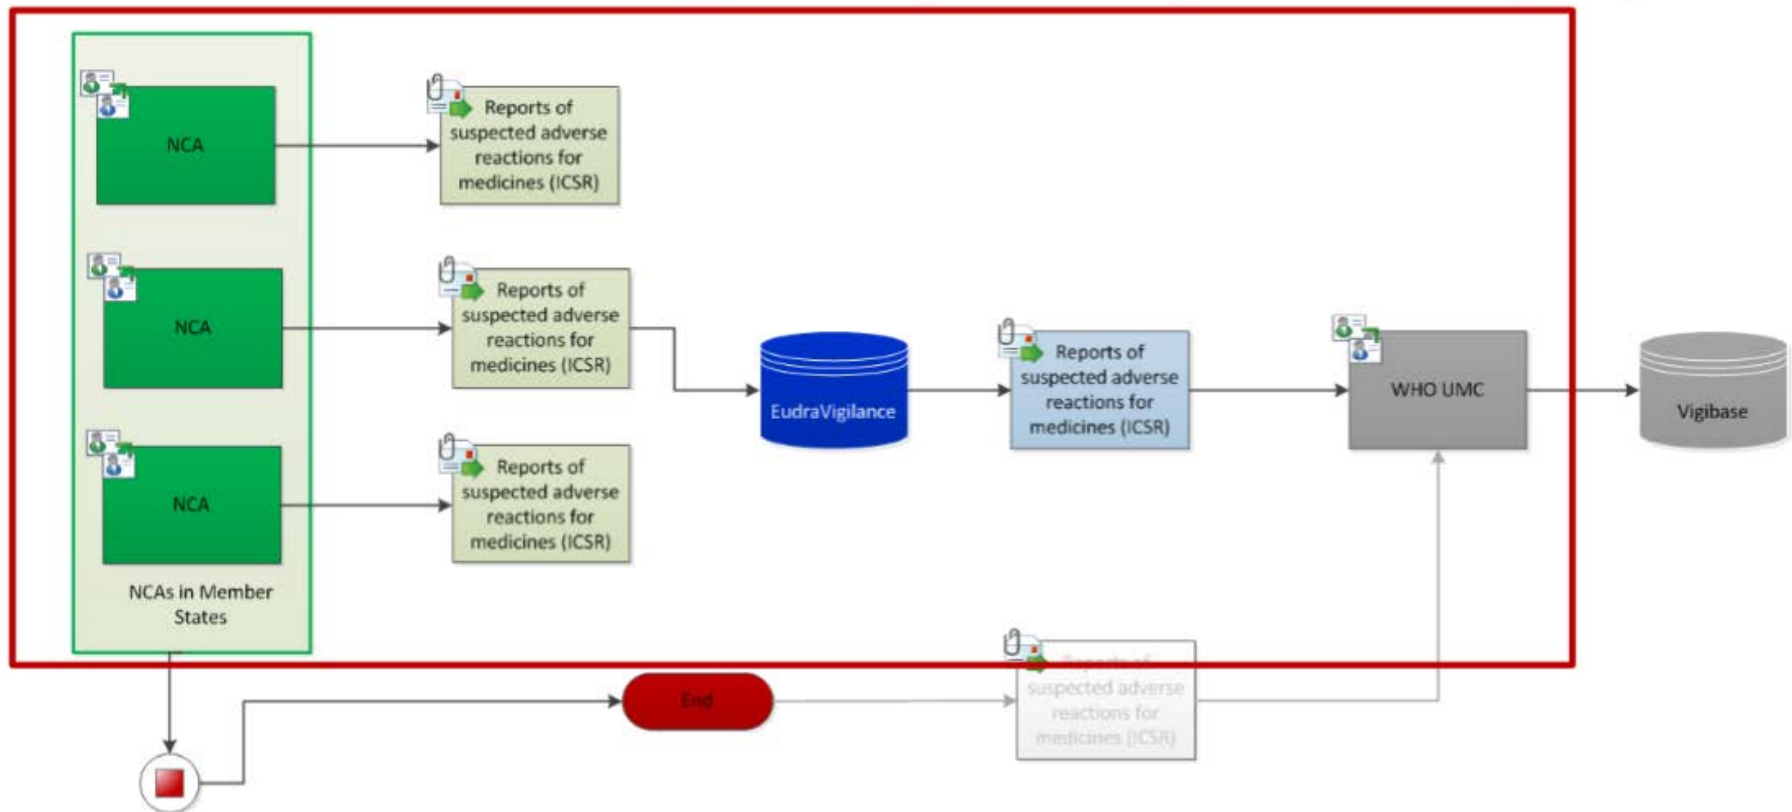 NCA
Reports of
suspected adverse
reactions for
medicines (ICSR)
NCA
Reports of
suspected adverse
reactions for
medicines (ICSR)
EudraVigilance
Reports of
suspected adverse
reactions for
medicines (ICSR)
WHO UMC
Vigibase
NCA
Reports of
suspected adverse
reactions for
medicines (ICSR)
NCAs in Member
States
End
Reports of
suspected adverse
reactions for
medicines (ICSR)